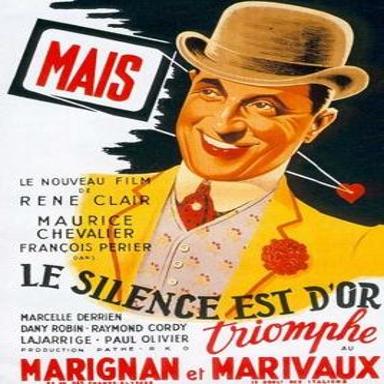 MAIS
LE NOUVEAU FILM
DE
RENE CLAIR
MAURICE
CHEVALIER
FRANÇOIS PERIER
DANS
LE SILENCE EST D'OR
MARCELLE DERRIEN
DANY ROBIN - RAYMOND CORDY
LAJARRIGE - PAUL OLIVIER
PRODUCTION PATHE - R K O
triomphe
AU
MARIGNAN et MARIVAUX